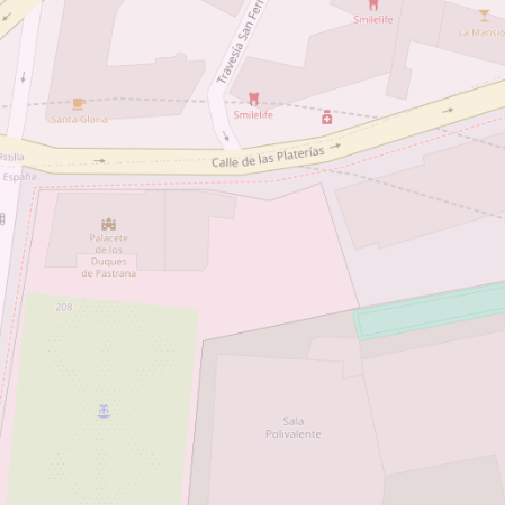 Smilelife
La Mansió
Travesía San Fer
Santa Gloria
Smilelife
Calle de las Platerías
España
Palacete
de los
Duques
de Pastrana
208
Sala
Polivalente